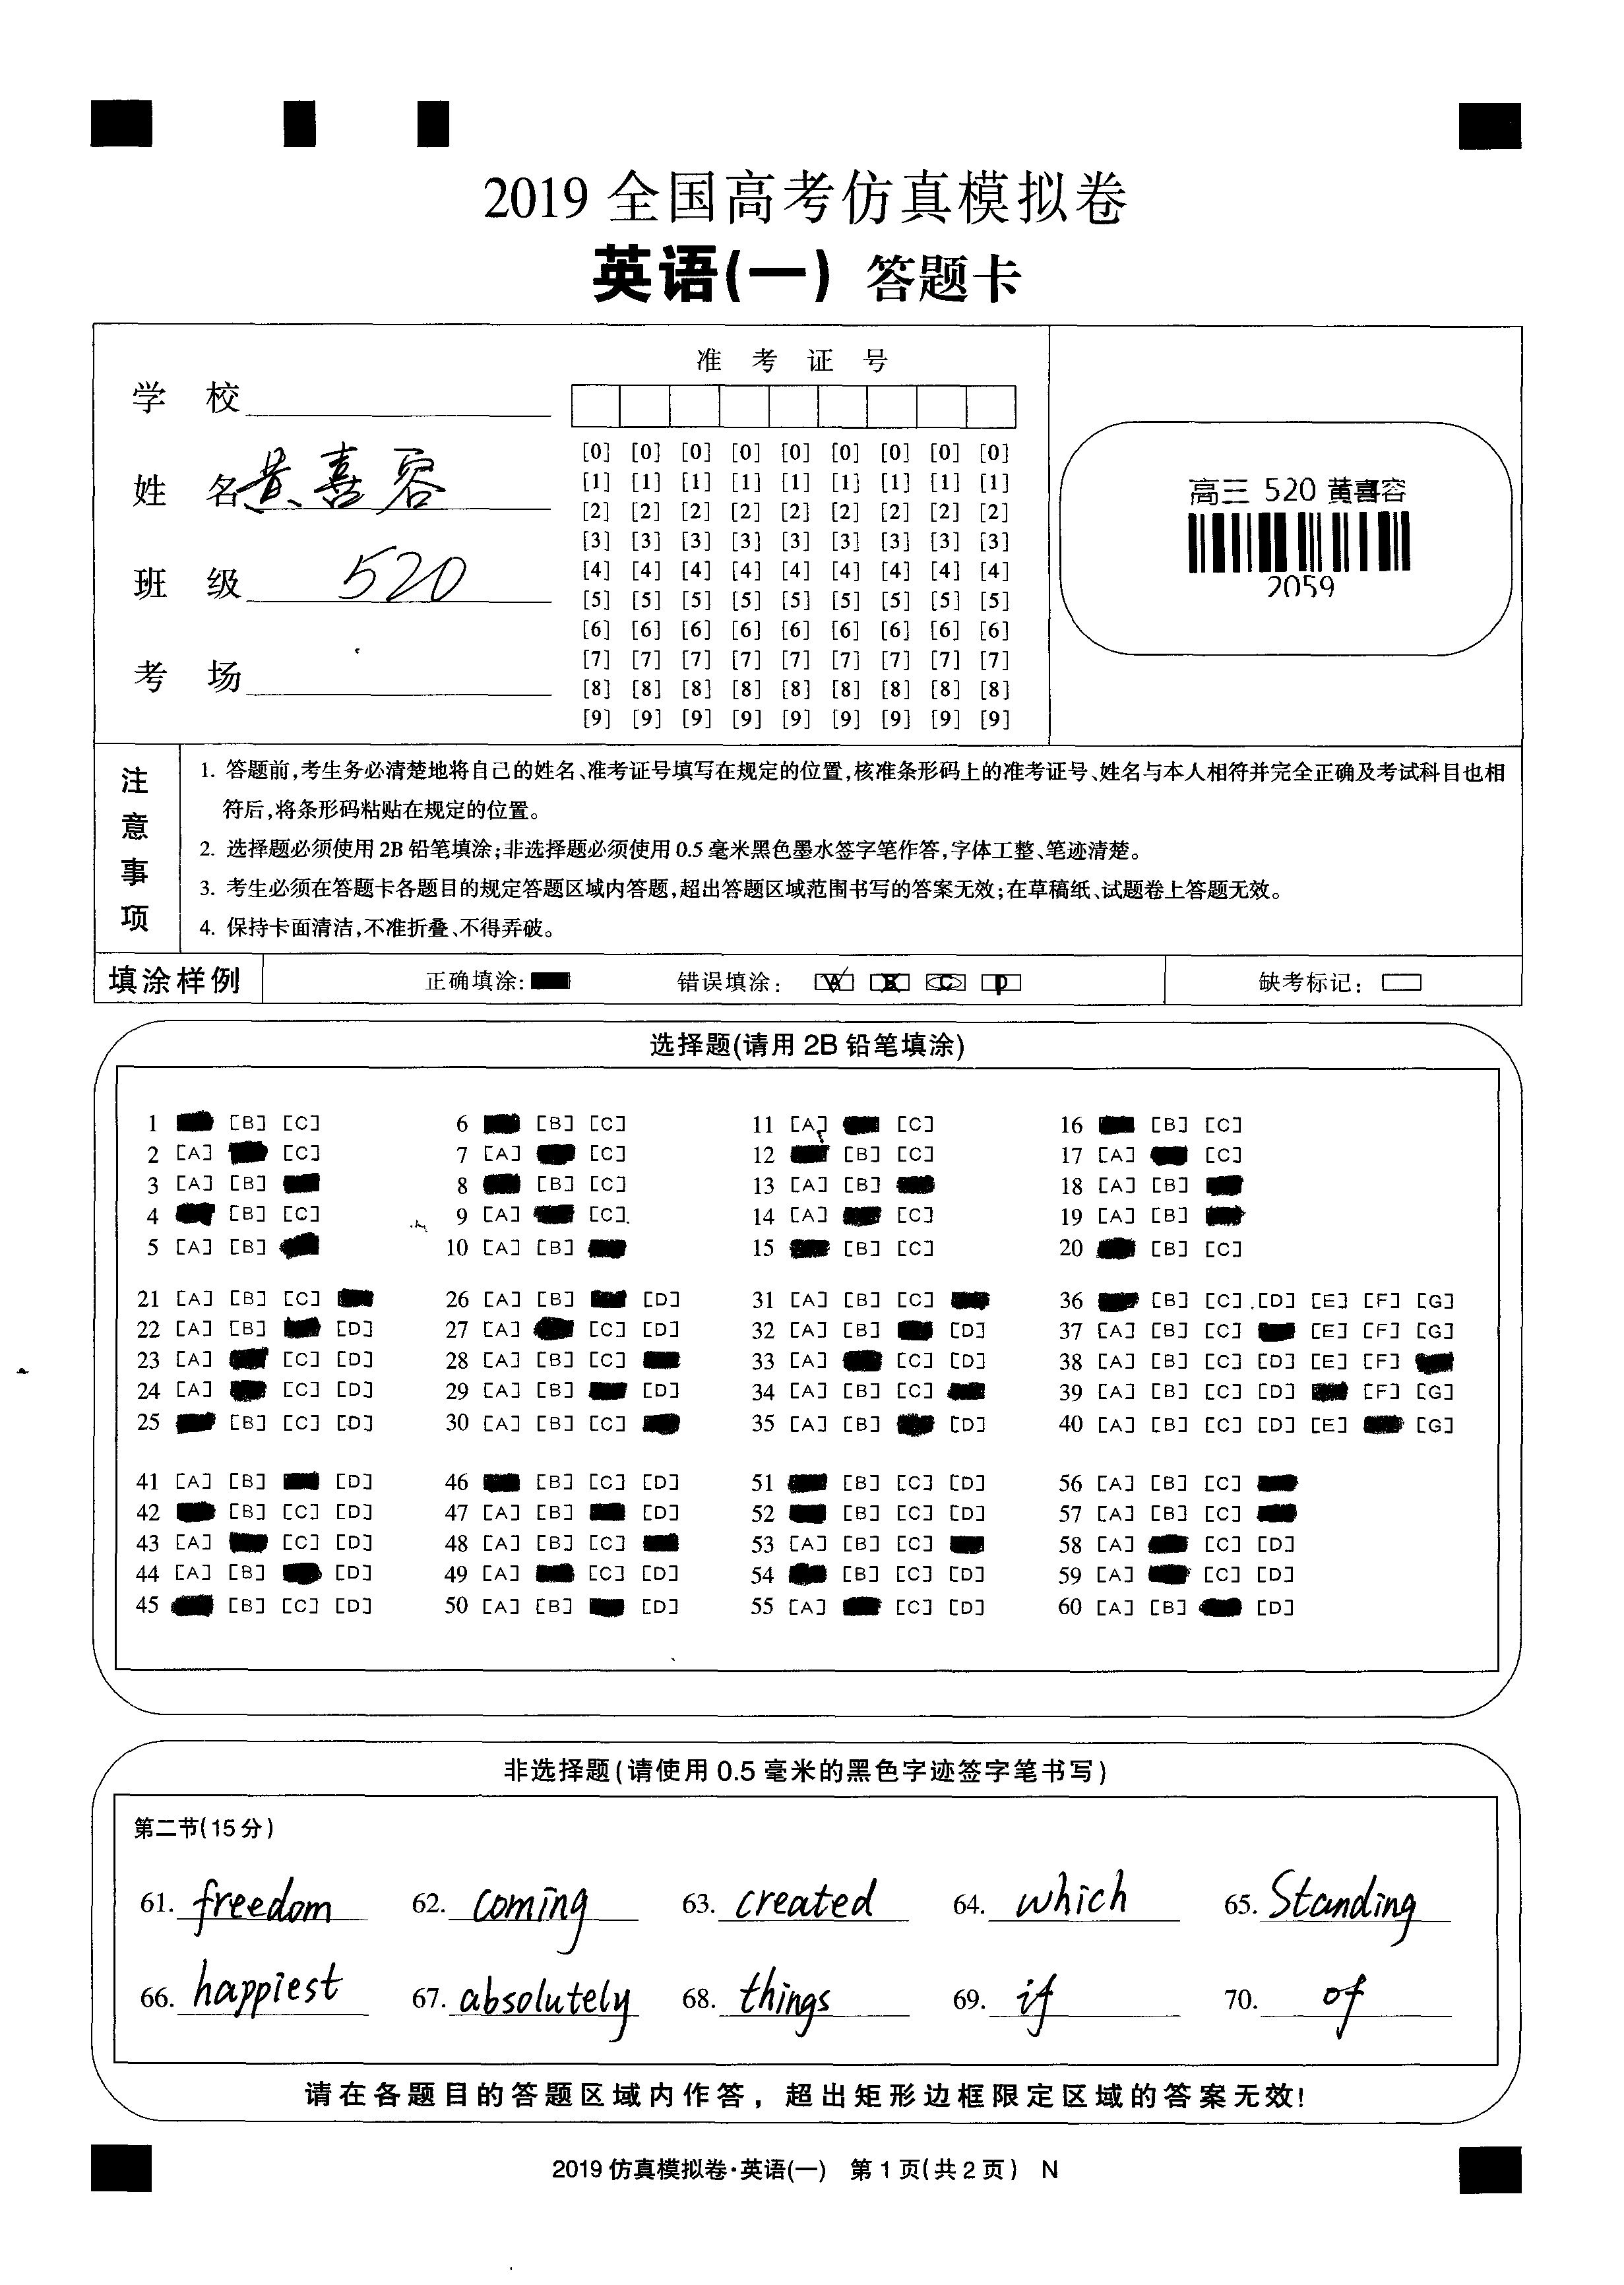 2019 全国高考仿真模拟卷
英语(一) 答题卡
学 校
姓 名 黄喜容
班 级 520
考 场
准 考 证 号
[0] [0] [0] [0] [0] [0] [0] [0] [0]
[1] [1] [1] [1] [1] [1] [1] [1] [1]
[2] [2] [2] [2] [2] [2] [2] [2] [2]
[3] [3] [3] [3] [3] [3] [3] [3] [3]
[4] [4] [4] [4] [4] [4] [4] [4] [4]
[5] [5] [5] [5] [5] [5] [5] [5] [5]
[6] [6] [6] [6] [6] [6] [6] [6] [6]
[7] [7] [7] [7] [7] [7] [7] [7] [7]
[8] [8] [8] [8] [8] [8] [8] [8] [8]
[9] [9] [9] [9] [9] [9] [9] [9] [9]
高三 520 黄喜容
2059
注意事项
1. 答题前,考生务必清楚地将自己的姓名、准考证号填写在规定的位置,核准条形码上的准考证号、姓名与本人相符并完全正确及考试科目也相
符后,将条形码粘贴在规定的位置。
2. 选择题必须使用2B铅笔填涂;非选择题必须使用0.5毫米黑色墨水签字笔作答,字体工整、笔迹清楚。
3. 考生必须在答题卡各题目的规定答题区域内答题,超出答题区域范围书写的答案无效;在草稿纸、试题卷上答题无效。
4. 保持卡面清洁,不准折叠、不得弄破。
填涂样例 正确填涂: 错误填涂: A B C D 缺考标记:
选择题(请用 2B 铅笔填涂)
1 [B] [C] 6 [B] [C] 11 [A] [C] 16 [B] [C]
2 [A] [C] 7 [A] [C] 12 [B] [C] 17 [A] [C]
3 [A] [B] 8 [B] [C] 13 [A] [B] 18 [A] [B]
4 [B] [C] 9 [A] [C] 14 [A] [C] 19 [A] [B]
5 [A] [B] 10 [A] [B] 15 [B] [C] 20 [B] [C]
21 [A] [B] [C] 26 [A] [B] [D] 31 [A] [B] [C] 36 [B] [C] [D] [E] [F] [G]
22 [A] [B] [D] 27 [A] [C] [D] 32 [A] [B] [D] 37 [A] [B] [C] [E] [F] [G]
23 [A] [C] [D] 28 [A] [B] [C] 33 [A] [C] [D] 38 [A] [B] [C] [D] [E] [F]
24 [A] [C] [D] 29 [A] [B] [D] 34 [A] [B] [C] 39 [A] [B] [C] [D] [F] [G]
25 [B] [C] [D] 30 [A] [B] [C] 35 [A] [B] [D] 40 [A] [B] [C] [D] [E] [G]
41 [A] [B] [D] 46 [B] [C] [D] 51 [B] [C] [D] 56 [A] [B] [C]
42 [B] [C] [D] 47 [A] [B] [D] 52 [B] [C] [D] 57 [A] [B] [C]
43 [A] [C] [D] 48 [A] [B] [C] 53 [A] [B] [C] 58 [A] [C] [D]
44 [A] [B] [D] 49 [A] [C] [D] 54 [B] [C] [D] 59 [A] [C] [D]
45 [B] [C] [D] 50 [A] [B] [D] 55 [A] [C] [D] 60 [A] [B] [D]
非选择题(请使用 0.5 毫米的黑色字迹签字笔书写)
第二节(15分)
61. freedom 62. coming 63. created 64. which 65. Standing
66. happiest 67. absolutely 68. things 69. if 70. of
请在各题目的答题区域内作答，超出矩形边框限定区域的答案无效!
2019 仿真模拟卷·英语(一) 第 1 页(共 2 页) N